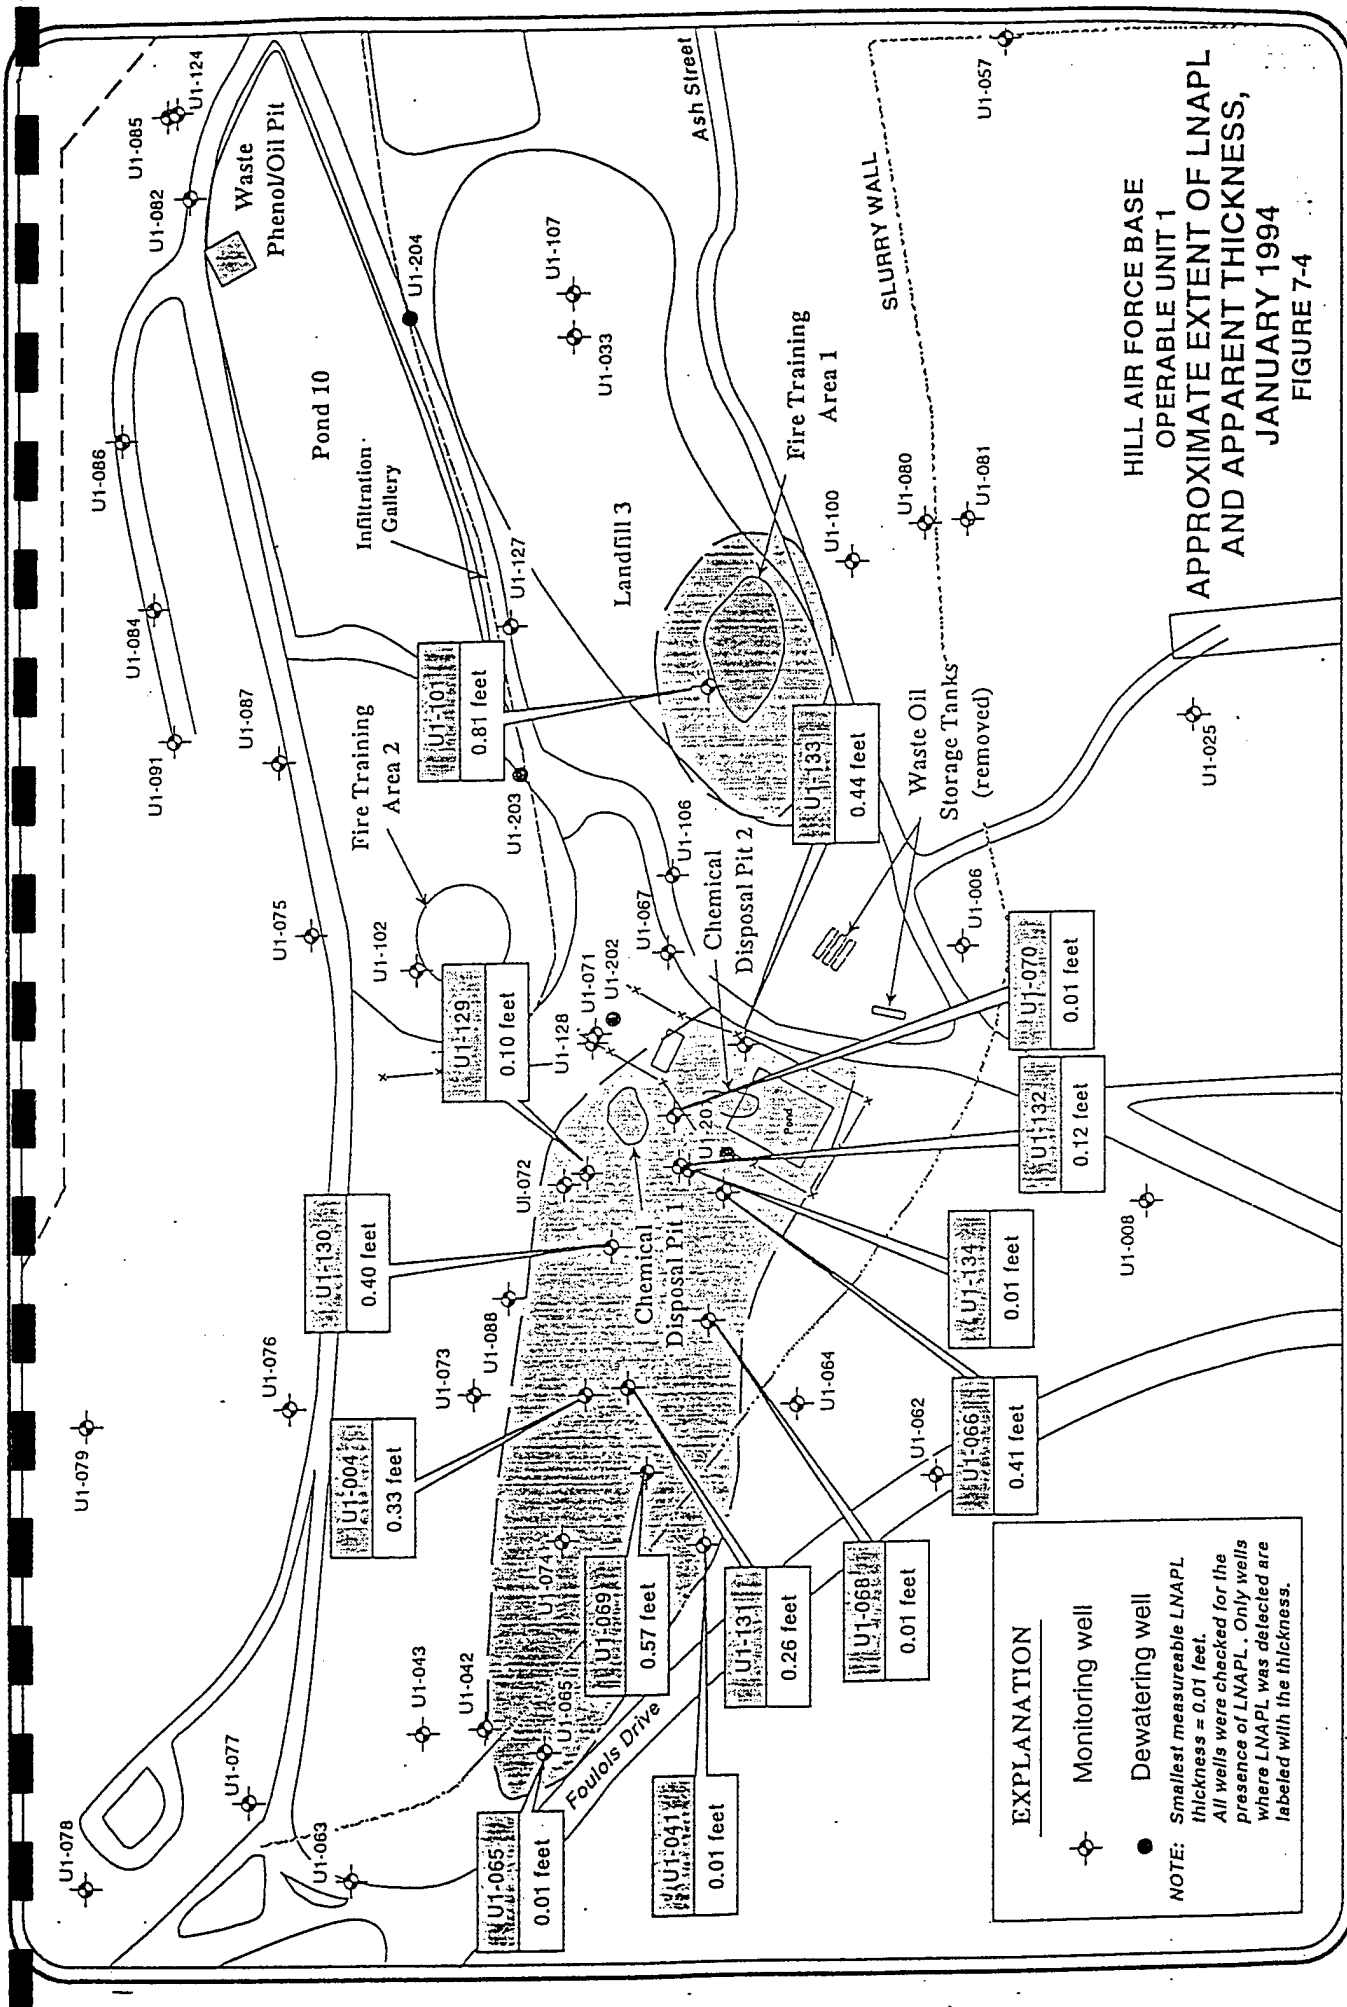 U1-078
U1-077
U1-063
U1-079
U1-076
U1-043
U1-042
U1-073
U1-088
U1-091
U1-084
U1-086
U1-087
U1-075
U1-082
U1-085
U1-124
Waste
Phenol/Oil Pit
Pond 10
Infiltration
Gallery
U1-204
U1-127
Landfill 3
U1-107
U1-033
Ash Street
SLURRY WALL
U1-057
Fire Training
Area 1
U1-100
U1-080
U1-081
Fire Training
Area 2
U1-102
U1-101
0.81 feet
U1-203
U1-106
U1-067
U1-133
0.44 feet
Waste Oil
Storage Tanks
(removed)
U1-025
U1-006
Chemical
Disposal Pit 2
U1-129
0.10 feet
U1-128
U1-071
U1-202
U1-070
0.01 feet
U1-132
0.12 feet
U1-201
Pond
UI-072
U1-130
0.40 feet
Chemical
Disposal Pit 1
U1-134
0.01 feet
U1-008
U1-004
0.33 feet
U1-064
U1-062
U1-066
0.41 feet
U1-074
U1-069
0.57 feet
U1-131
0.26 feet
U1-068
0.01 feet
U1-065
Foulois Drive
U1-065
0.01 feet
U1-041
0.01 feet
EXPLANATION
Monitoring well
Dewatering well
NOTE: Smallest measureable LNAPL
thickness = 0.01 feet.
All wells were checked for the
presence of LNAPL. Only wells
where LNAPL was detected are
labeled with the thickness.
HILL AIR FORCE BASE
OPERABLE UNIT 1
APPROXIMATE EXTENT OF LNAPL
AND APPARENT THICKNESS,
JANUARY 1994
FIGURE 7-4